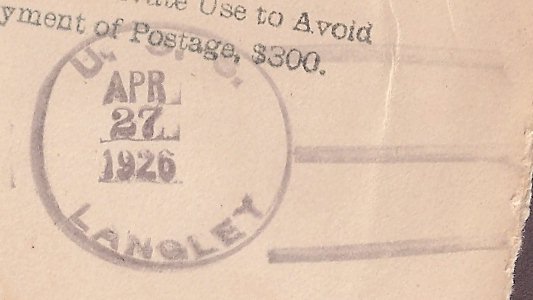 Use to Avoid
yment of Postage, $300.
U. S. S.
APR
27
1926
LANGLEY